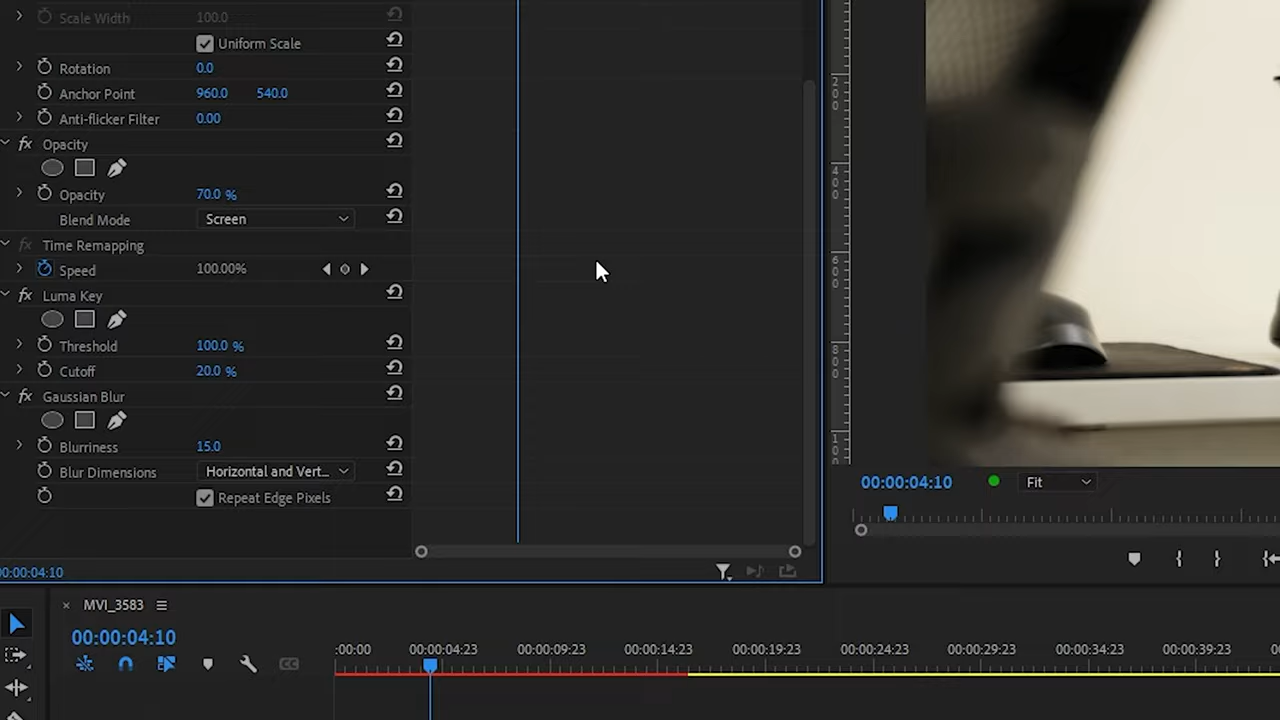 Scale Width 100.0
Uniform Scale
Rotation 0.0
Anchor Point 960.0 540.0
Anti-flicker Filter 0.00
fx Opacity
Opacity 70.0 %
Blend Mode Screen
fx Time Remapping
Speed 100.00%
fx Luma Key
Threshold 100.0 %
Cutoff 20.0 %
fx Gaussian Blur
Blurriness 15.0
Blur Dimensions Horizontal and Vert...
Repeat Edge Pixels
00:00:04:10
200
400
600
800
00:00:04:10 Fit
× MVI_3583
00:00:04:10
:00:00 00:00:04:23 00:00:09:23 00:00:14:23 00:00:19:23 00:00:24:23 00:00:29:23 00:00:34:23 00:00:39:23
CC